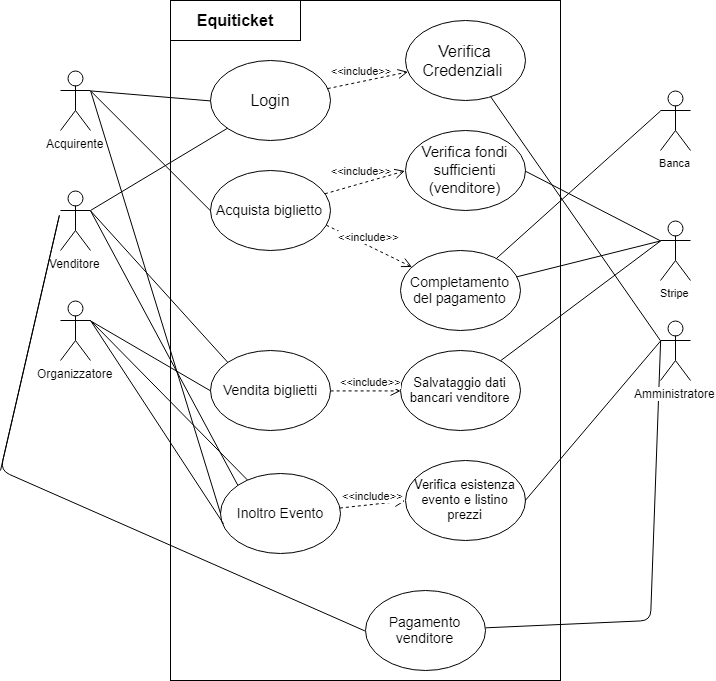 Equiticket
Verifica
Credenziali
<<include>>
Login
Acquirente
Banca
Verifica fondi
sufficienti
(venditore)
<<include>>
Acquista biglietto
<<include>>
Venditore
Completamento
del pagamento
Stripe
Organizzatore
Vendita biglietti
<<include>>
Salvataggio dati
bancari venditore
Amministratore
Verifica esistenza
evento e listino
prezzi
<<include>>
Inoltro Evento
Pagamento
venditore